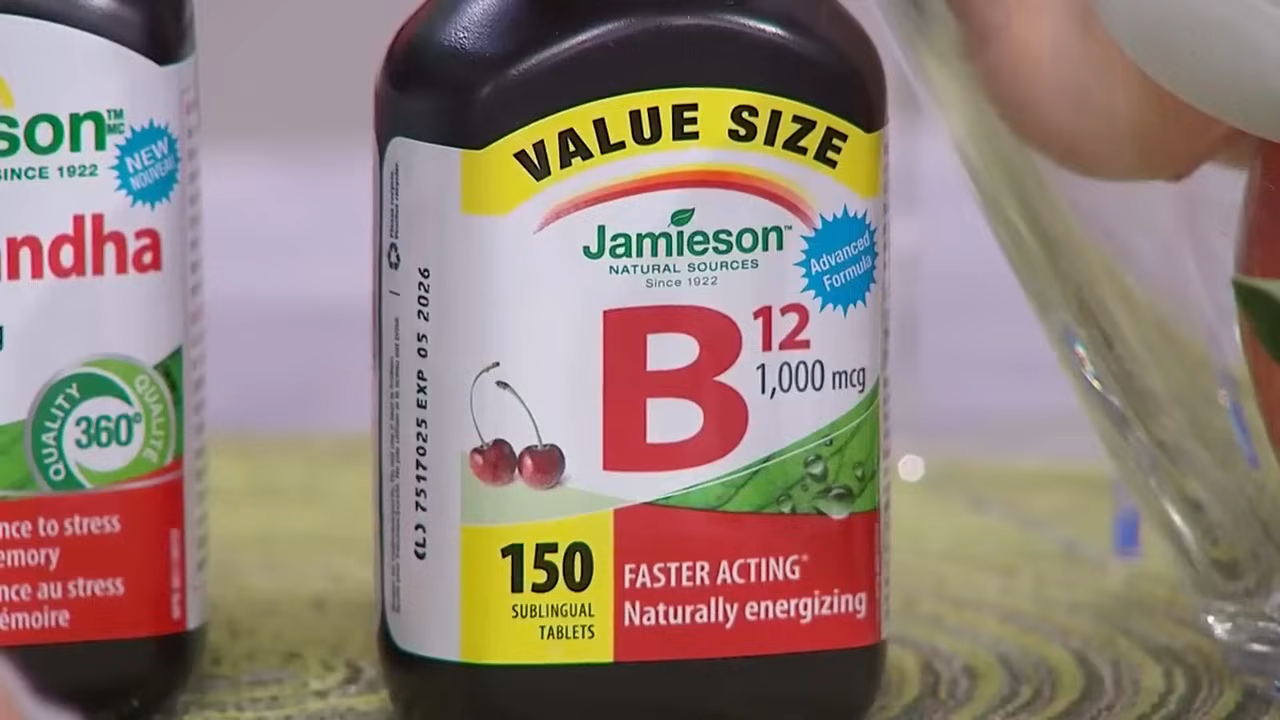 son™ MC
SINCE 1922
NEW
NOUVEAU
ndha
QUALITY
360°
QUALITÉ
nce to stress
emory
nce au stress
émoire
VALUE SIZE
Jamieson™
NATURAL SOURCES
Since 1922
Advanced
Formula
B12
1,000 mcg
(L) 7517025 EXP 05 2026
150
SUBLINGUAL
TABLETS
FASTER ACTING*
Naturally energizing